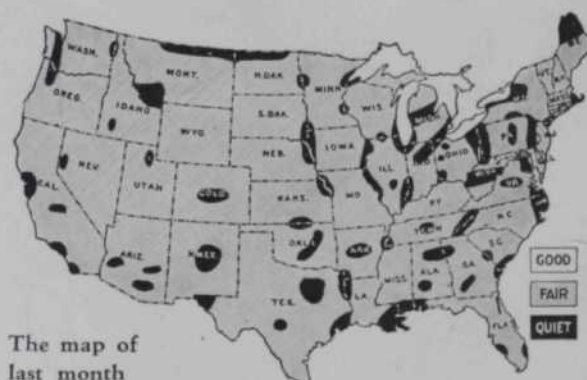 WASH.
MONT.
N.DAK
MINN
OREG.
IDAHO
S.DAK.
WIS.
WYO.
NEB.
IOWA
NEV.
UTAH
COLO
KANS.
MO
ILL
OHIO
KY
VA
CAL.
ARIZ.
N.MEX.
OKLA
ARK
TENN
N.C.
S.C.
TEX.
LA
MISS.
ALA.
GA
FLA
VT.
GOOD
FAIR
QUIET
The map of
last month